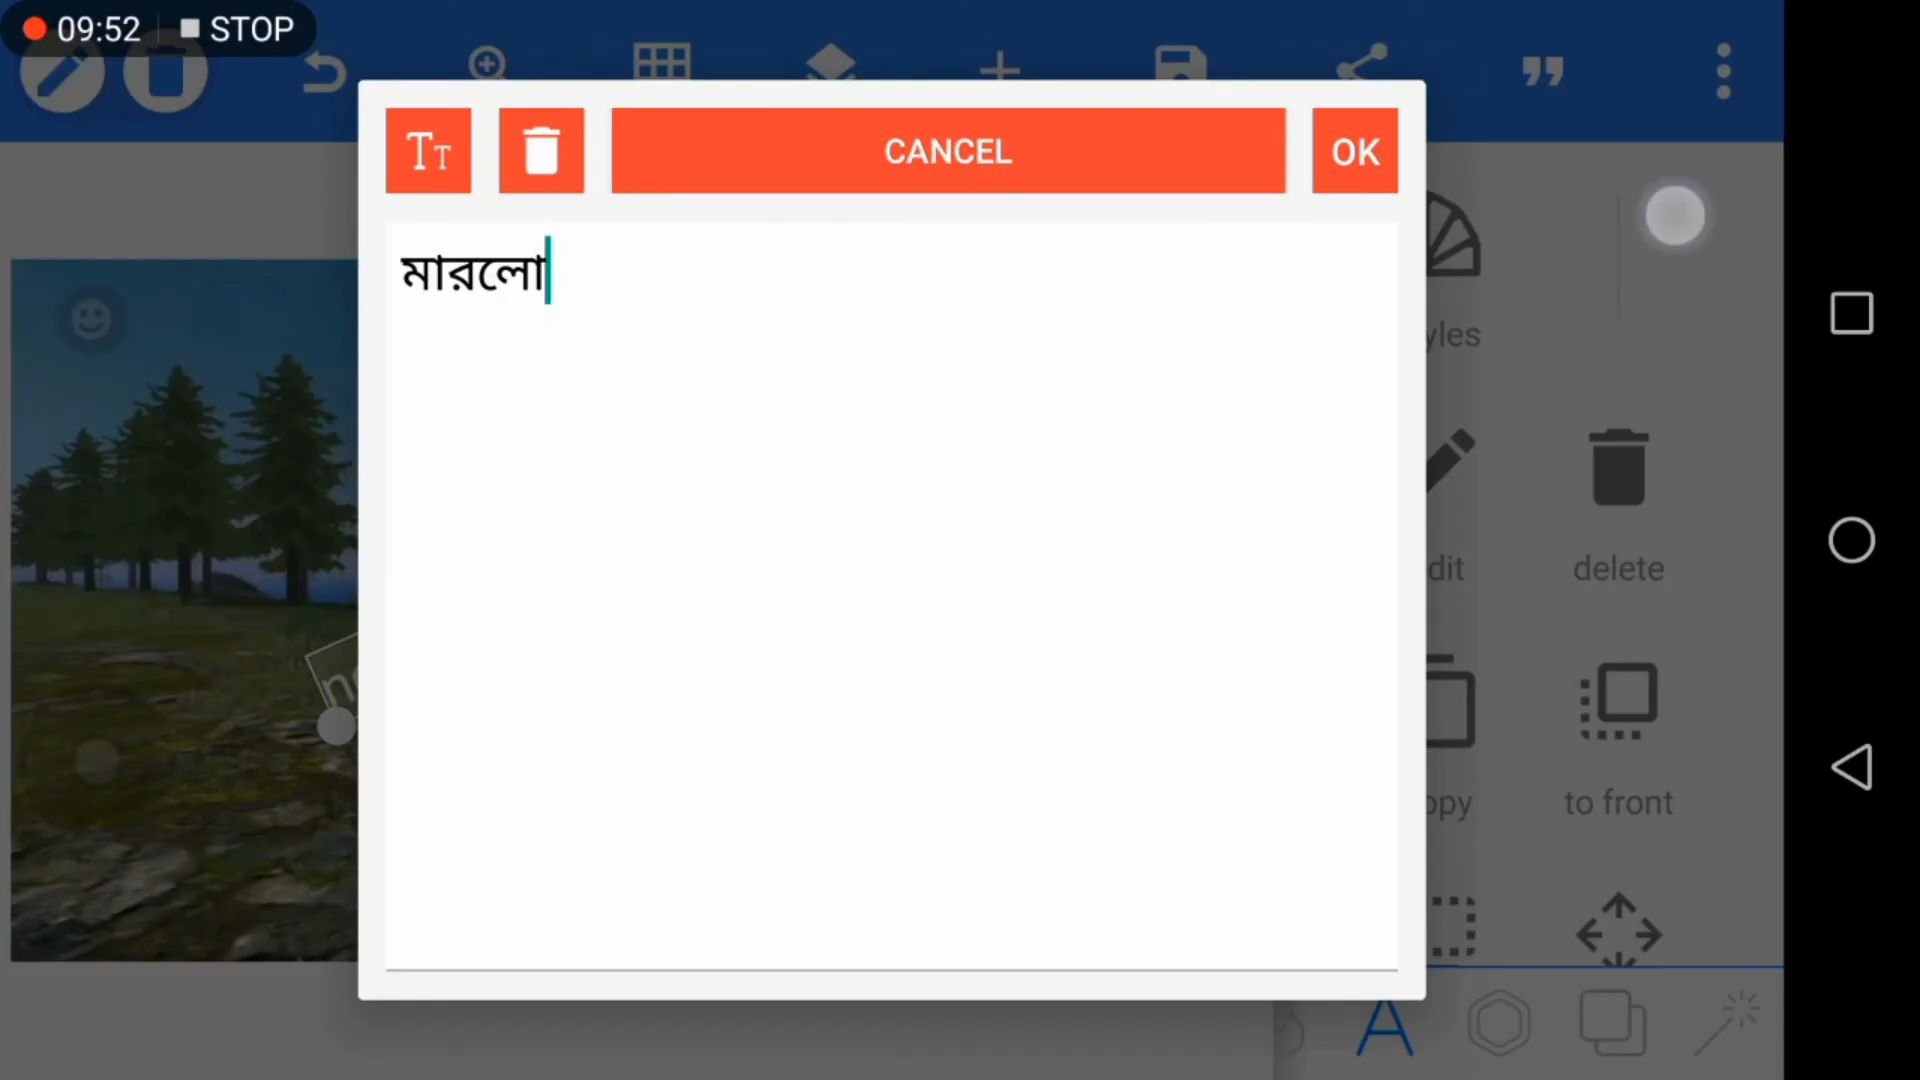 09:52 STOP
CANCEL
OK
মারলো
yles
dit
delete
opy
to front